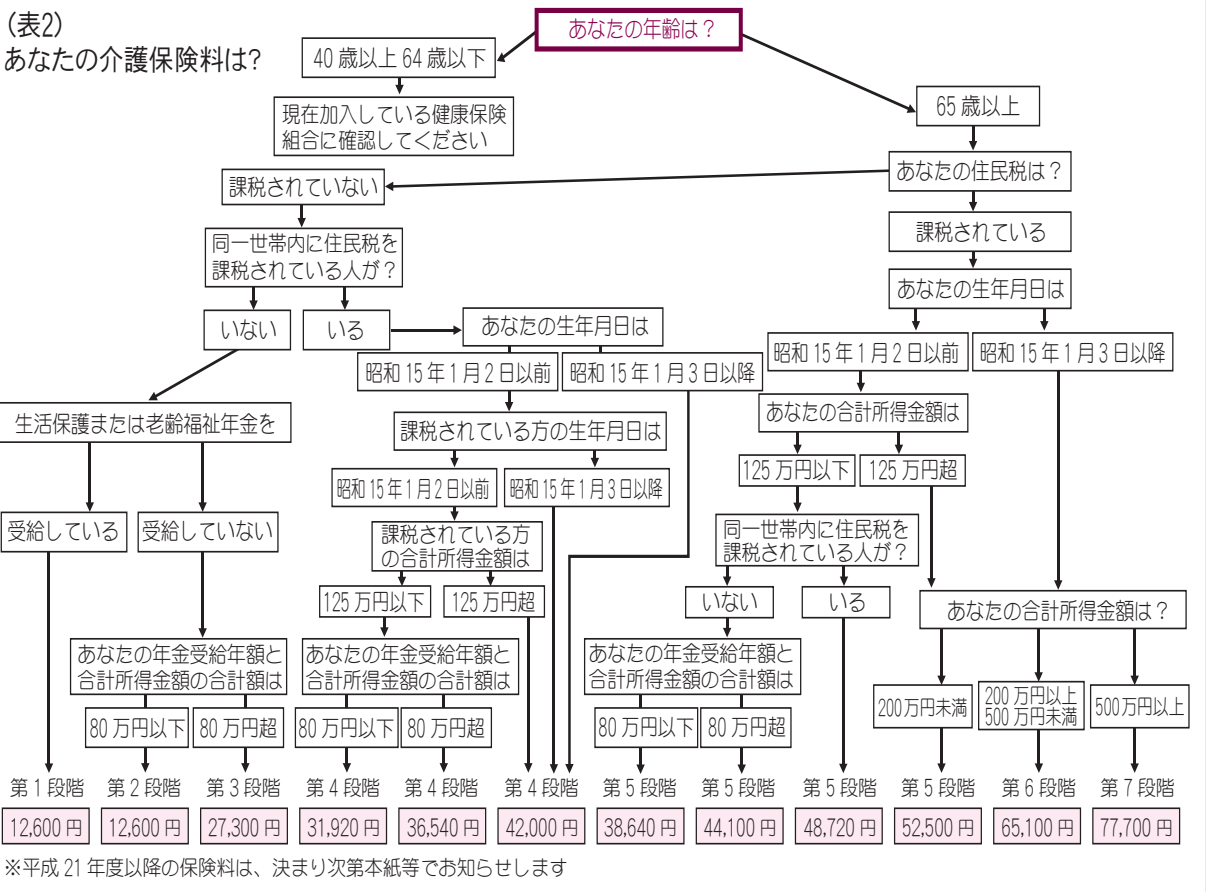 (表2)
あなたの介護保険料は?
あなたの年齢は？
40歳以上64歳以下
現在加入している健康保険
組合に確認してください
65歳以上
あなたの住民税は？
課税されていない
課税されている
同一世帯内に住民税を
課税されている人が？
いない
いる
あなたの生年月日は
昭和15年1月2日以前
昭和15年1月3日以降
あなたの生年月日は
昭和15年1月2日以前
昭和15年1月3日以降
生活保護または老齢福祉年金を
受給している
受給していない
課税されている方の生年月日は
昭和15年1月2日以前
昭和15年1月3日以降
課税されている方
の合計所得金額は
125万円以下
125万円超
あなたの合計所得金額は
125万円以下
125万円超
同一世帯内に住民税を
課税されている人が？
いない
いる
あなたの合計所得金額は？
あなたの年金受給年額と
合計所得金額の合計額は
80万円以下
80万円超
あなたの年金受給年額と
合計所得金額の合計額は
80万円以下
80万円超
あなたの年金受給年額と
合計所得金額の合計額は
80万円以下
80万円超
200万円未満
200万円以上
500万円未満
500万円以上
第1段階 第2段階 第3段階 第4段階 第4段階 第4段階 第5段階 第5段階 第5段階 第5段階 第6段階 第7段階
12,600円 12,600円 27,300円 31,920円 36,540円 42,000円 38,640円 44,100円 48,720円 52,500円 65,100円 77,700円
※平成21年度以降の保険料は、決まり次第本紙等でお知らせします